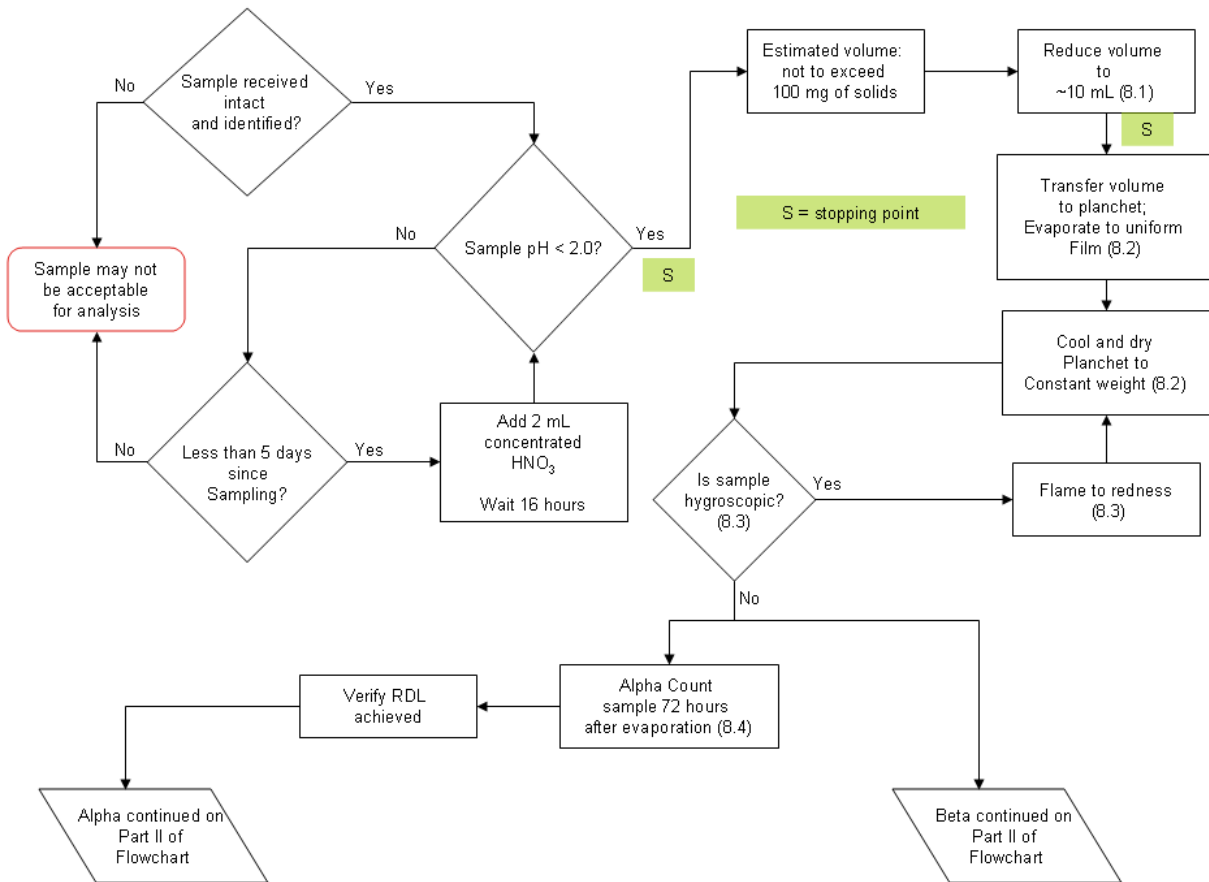 Sample received
intact
and identified?
No
Yes
Estimated volume:
not to exceed
100 mg of solids
Reduce volume
to
~10 mL (8.1)
S
Transfer volume
to planchet;
Evaporate to uniform
Film (8.2)
S = stopping point
No
Sample pH < 2.0?
Yes
S
Sample may not
be acceptable
for analysis
Cool and dry
Planchet to
Constant weight (8.2)
No
Less than 5 days
since
Sampling?
Yes
Add 2 mL
concentrated
HNO3
Wait 16 hours
Is sample
hygroscopic?
(8.3)
Yes
Flame to redness
(8.3)
No
Alpha Count
sample 72 hours
after evaporation (8.4)
Verify RDL
achieved
Alpha continued on
Part II of
Flowchart
Beta continued on
Part II of
Flowchart